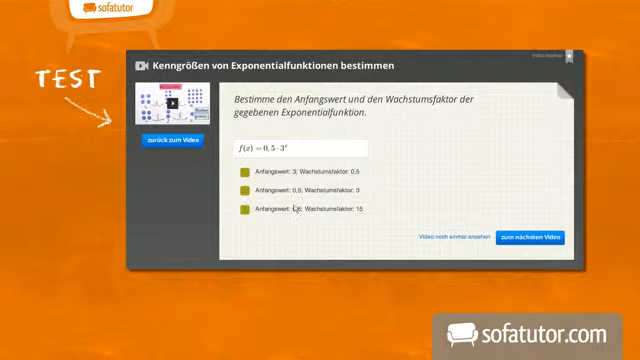 sofatutor
TEST
Kenngrößen von Exponentialfunktionen bestimmen
Bestimme den Anfangswert und den Wachstumsfaktor der
gegebenen Exponentialfunktion.
f(x) = 0,5 · 3ˣ
Anfangswert: 3; Wachstumsfaktor: 0,5
Anfangswert: 0,5; Wachstumsfaktor: 3
Anfangswert: Wachstumsfaktor: 15
zurück zum Video
Video noch einmal ansehen
zum nächsten Video
sofatutor.com